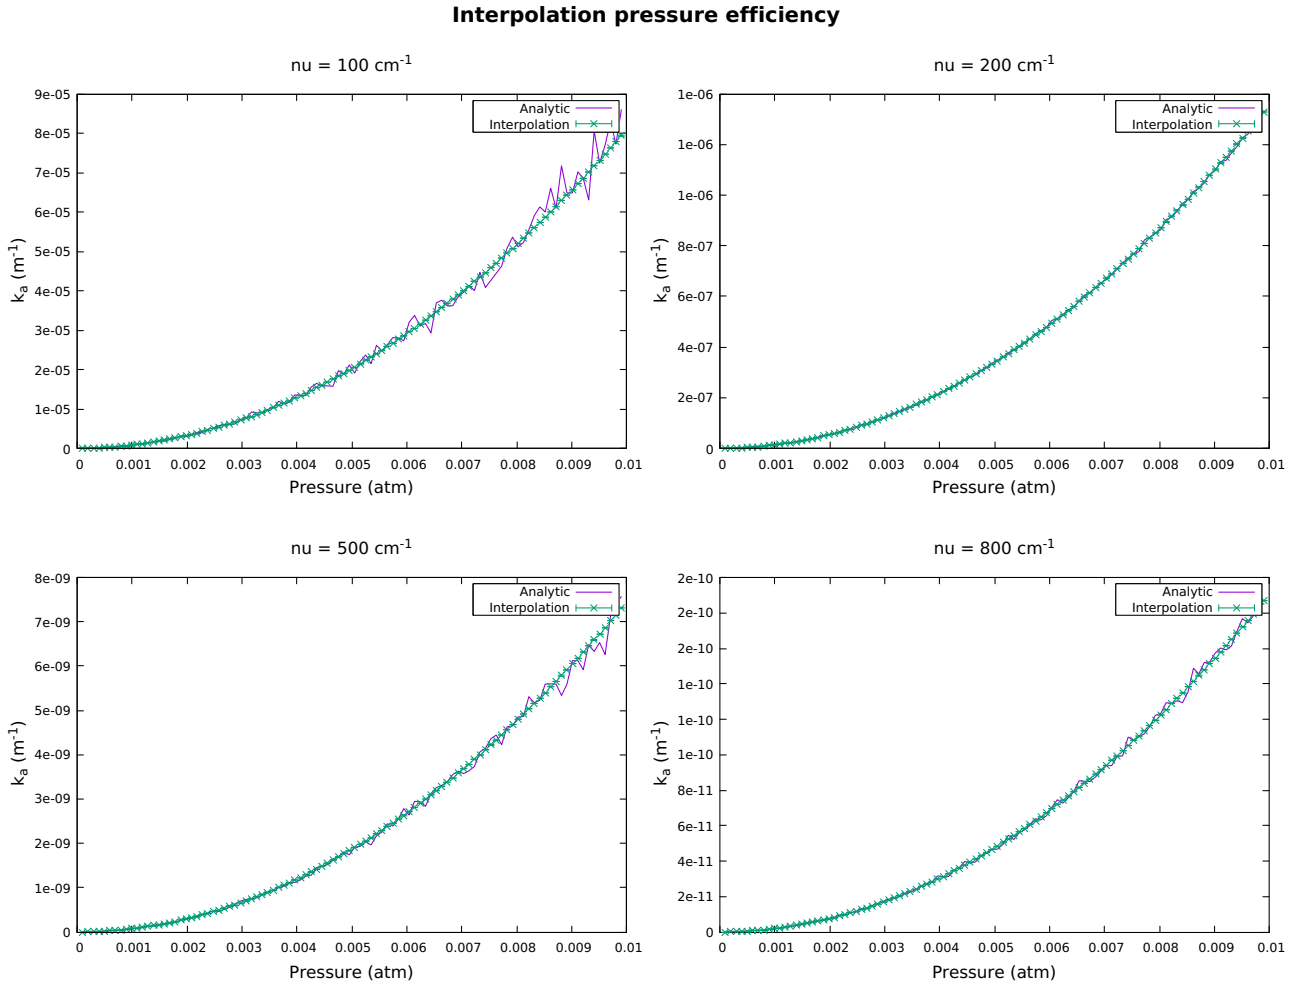 Interpolation pressure efficiency
nu = 100 cm-1
9e-05
8e-05
7e-05
6e-05
5e-05
4e-05
3e-05
2e-05
1e-05
0
ka (m-1)
Analytic
Interpolation
0 0.001 0.002 0.003 0.004 0.005 0.006 0.007 0.008 0.009 0.01
Pressure (atm)
nu = 200 cm-1
1e-06
1e-06
1e-06
8e-07
6e-07
4e-07
2e-07
0
ka (m-1)
Analytic
Interpolation
0 0.001 0.002 0.003 0.004 0.005 0.006 0.007 0.008 0.009 0.01
Pressure (atm)
nu = 500 cm-1
8e-09
7e-09
6e-09
5e-09
4e-09
3e-09
2e-09
1e-09
0
ka (m-1)
Analytic
Interpolation
0 0.001 0.002 0.003 0.004 0.005 0.006 0.007 0.008 0.009 0.01
Pressure (atm)
nu = 800 cm-1
2e-10
2e-10
2e-10
1e-10
1e-10
1e-10
8e-11
6e-11
4e-11
2e-11
0
ka (m-1)
Analytic
Interpolation
0 0.001 0.002 0.003 0.004 0.005 0.006 0.007 0.008 0.009 0.01
Pressure (atm)